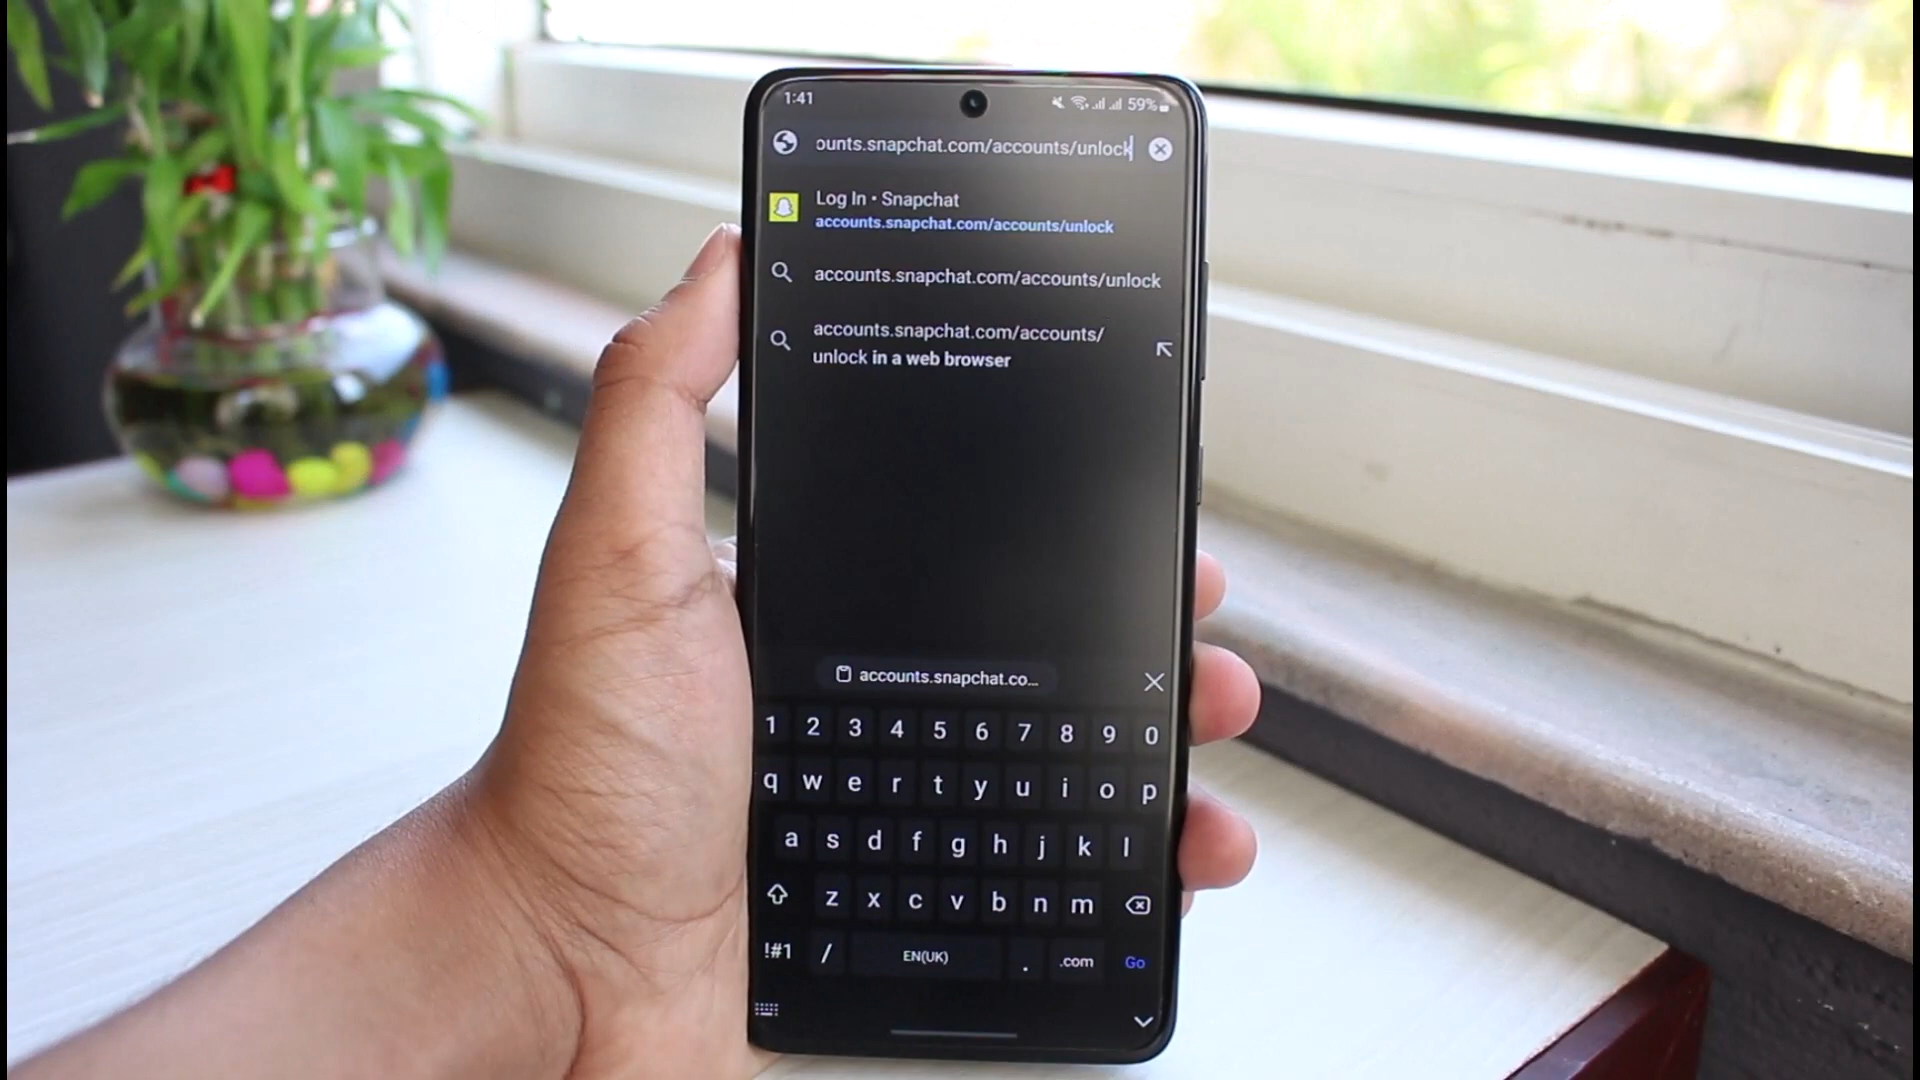 1:41
59%
ounts.snapchat.com/accounts/unlock
Log In • Snapchat
accounts.snapchat.com/accounts/unlock
accounts.snapchat.com/accounts/unlock
accounts.snapchat.com/accounts/
unlock in a web browser
accounts.snapchat.co...
1 2 3 4 5 6 7 8 9 0
q w e r t y u i o p
a s d f g h j k l
z x c v b n m
!#1 / EN(UK) . .com Go